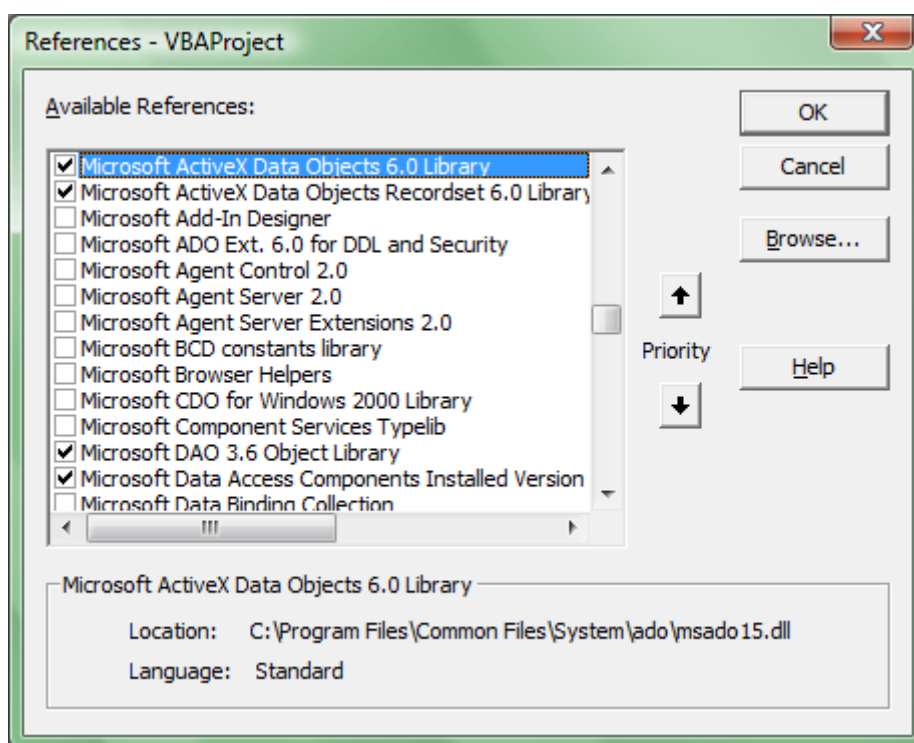 References - VBAProject
Available References:
Microsoft ActiveX Data Objects 6.0 Library
Microsoft ActiveX Data Objects Recordset 6.0 Library
Microsoft Add-In Designer
Microsoft ADO Ext. 6.0 for DDL and Security
Microsoft Agent Control 2.0
Microsoft Agent Server 2.0
Microsoft Agent Server Extensions 2.0
Microsoft BCD constants library
Microsoft Browser Helpers
Microsoft CDO for Windows 2000 Library
Microsoft Component Services Typelib
Microsoft DAO 3.6 Object Library
Microsoft Data Access Components Installed Version
Microsoft Data Binding Collection
OK
Cancel
Browse...
Priority
Help
Microsoft ActiveX Data Objects 6.0 Library
Location: C:\Program Files\Common Files\System\ado\msado15.dll
Language: Standard